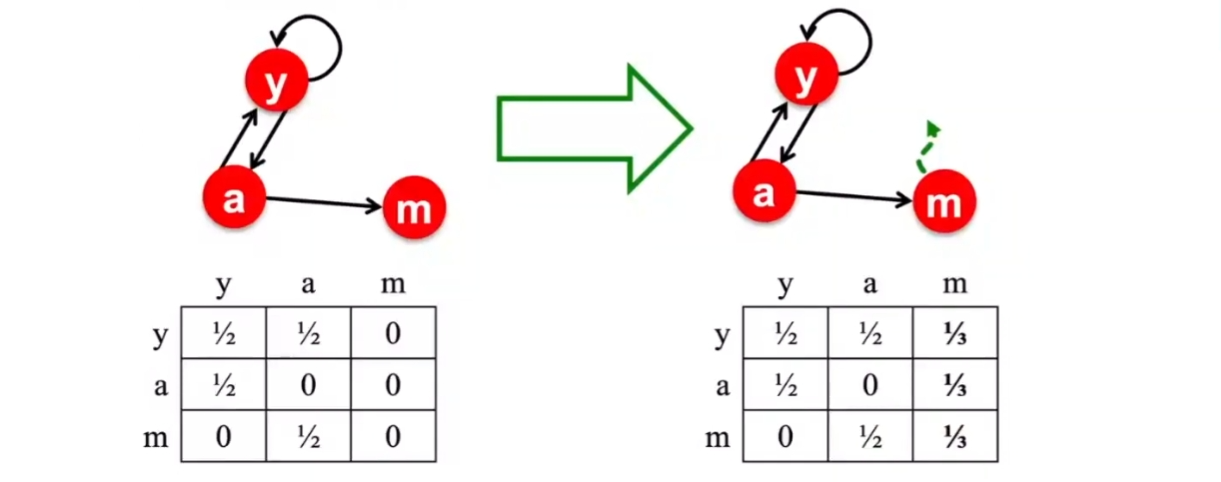 y
y
a
m
a
m
y a m
y ½ ½ 0
a ½ 0 0
m 0 ½ 0
y a m
y ½ ½ ⅓
a ½ 0 ⅓
m 0 ½ ⅓